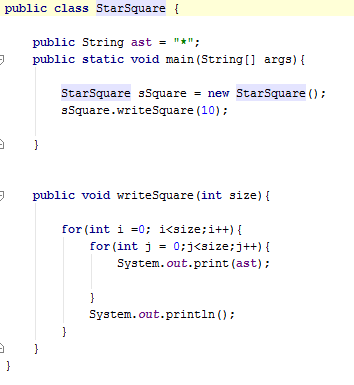 public class StarSquare {
public String ast = "*";
public static void main(String[] args){
StarSquare sSquare = new StarSquare();
sSquare.writeSquare(10);
}
public void writeSquare(int size){
for(int i =0; i<size;i++){
for(int j = 0;j<size;j++){
System.out.print(ast);
}
System.out.println();
}
}
}